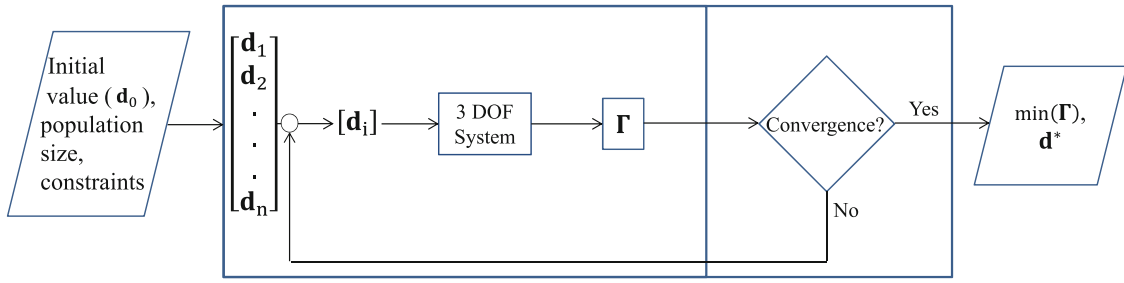 Initial
value ( d₀ ),
population
size,
constraints
d₁
d₂
.
.
.
dₙ
[dᵢ]
3 DOF
System
Γ
Convergence?
Yes
No
min(Γ),
d*